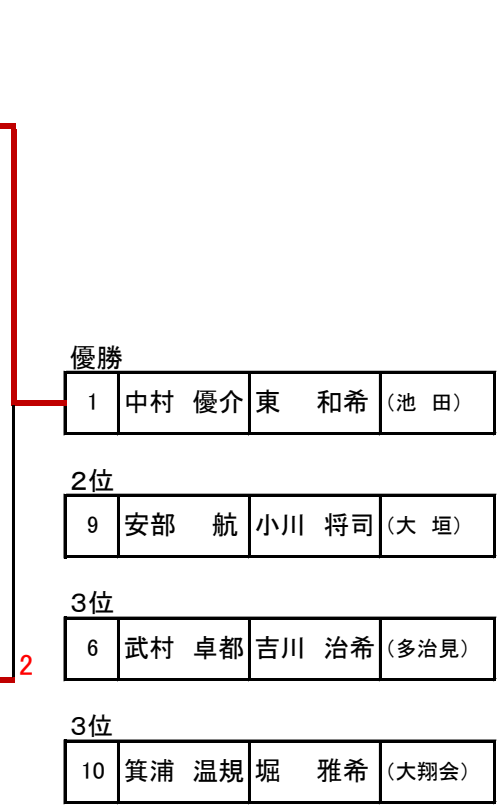 優勝
1 中村 優介 東 和希 (池 田)
2位
9 安部 航 小川 将司 (大 垣)
3位
6 武村 卓都 吉川 治希 (多治見)
2
3位
10 箕浦 温規 堀 雅希 (大翔会)